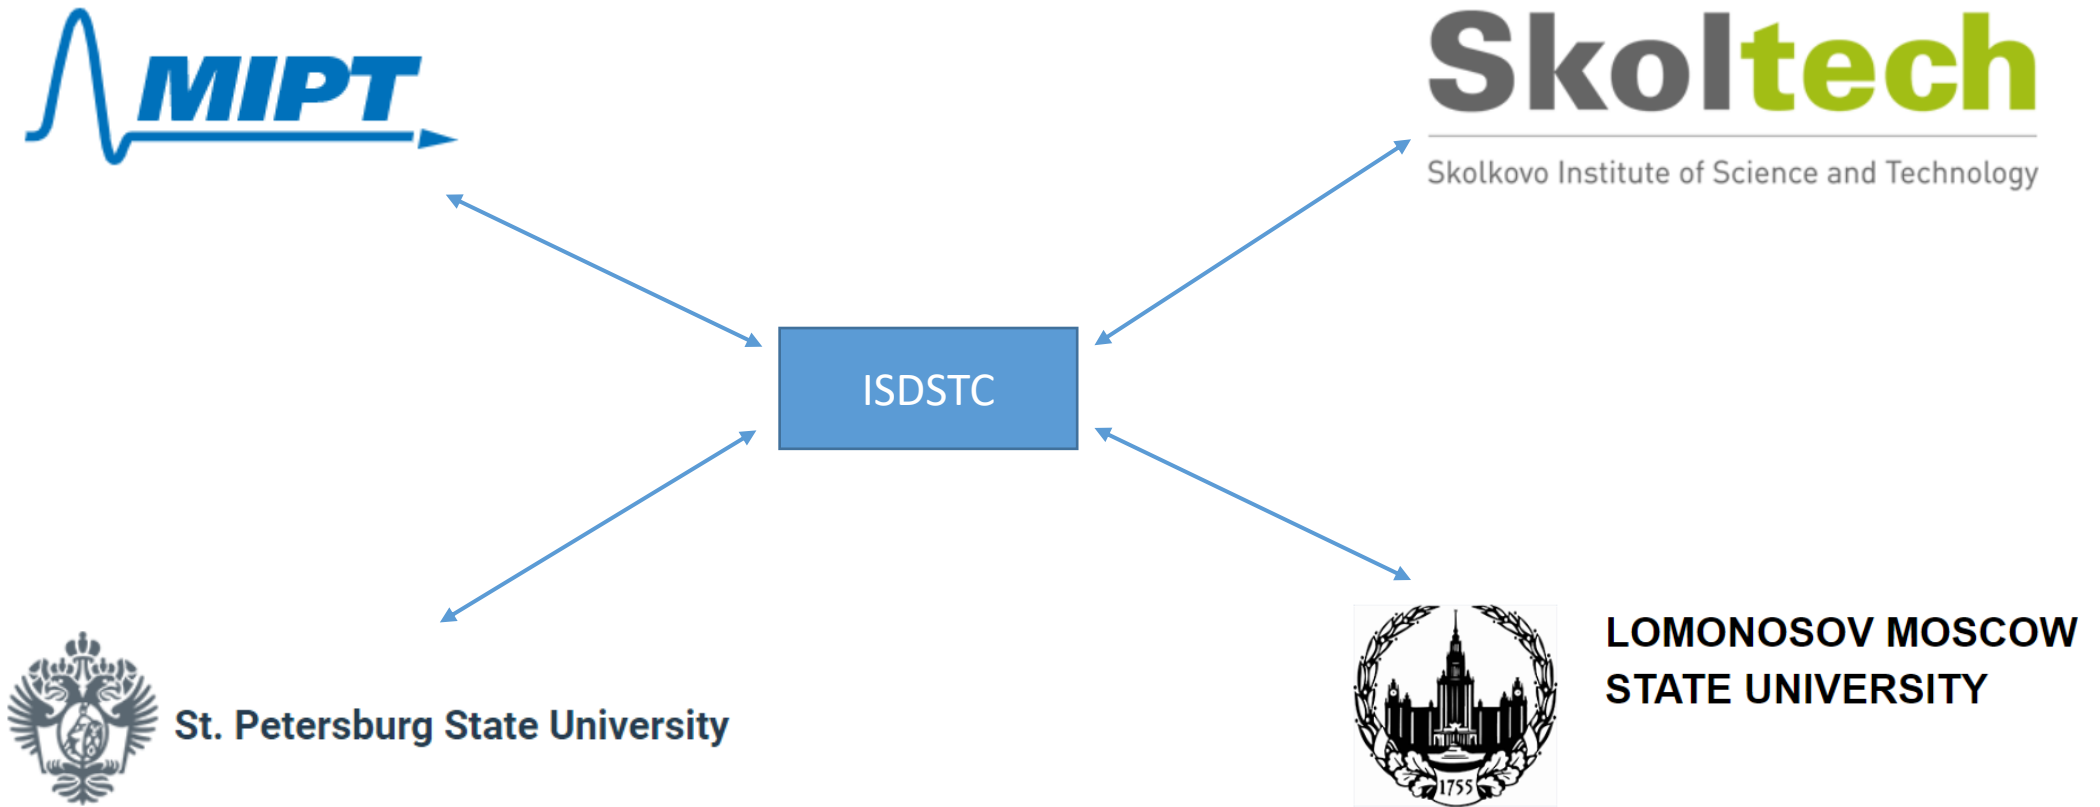 MIPT
Skoltech
Skolkovo Institute of Science and Technology
ISDSTC
St. Petersburg State University
LOMONOSOV MOSCOW
STATE UNIVERSITY
1755